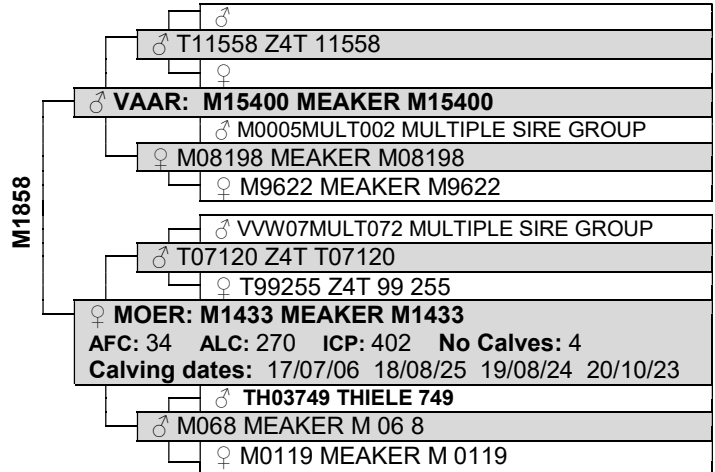 ♂
♂ T11558 Z4T 11558
♀
♂ VAAR: M15400 MEAKER M15400
♂ M0005MULT002 MULTIPLE SIRE GROUP
♀ M08198 MEAKER M08198
♀ M9622 MEAKER M9622
M1858
♂ VVW07MULT072 MULTIPLE SIRE GROUP
♂ T07120 Z4T T07120
♀ T99255 Z4T 99 255
♀ MOER: M1433 MEAKER M1433
AFC: 34 ALC: 270 ICP: 402 No Calves: 4
Calving dates: 17/07/06 18/08/25 19/08/24 20/10/23
♂ TH03749 THIELE 749
♂ M068 MEAKER M 06 8
♀ M0119 MEAKER M 0119